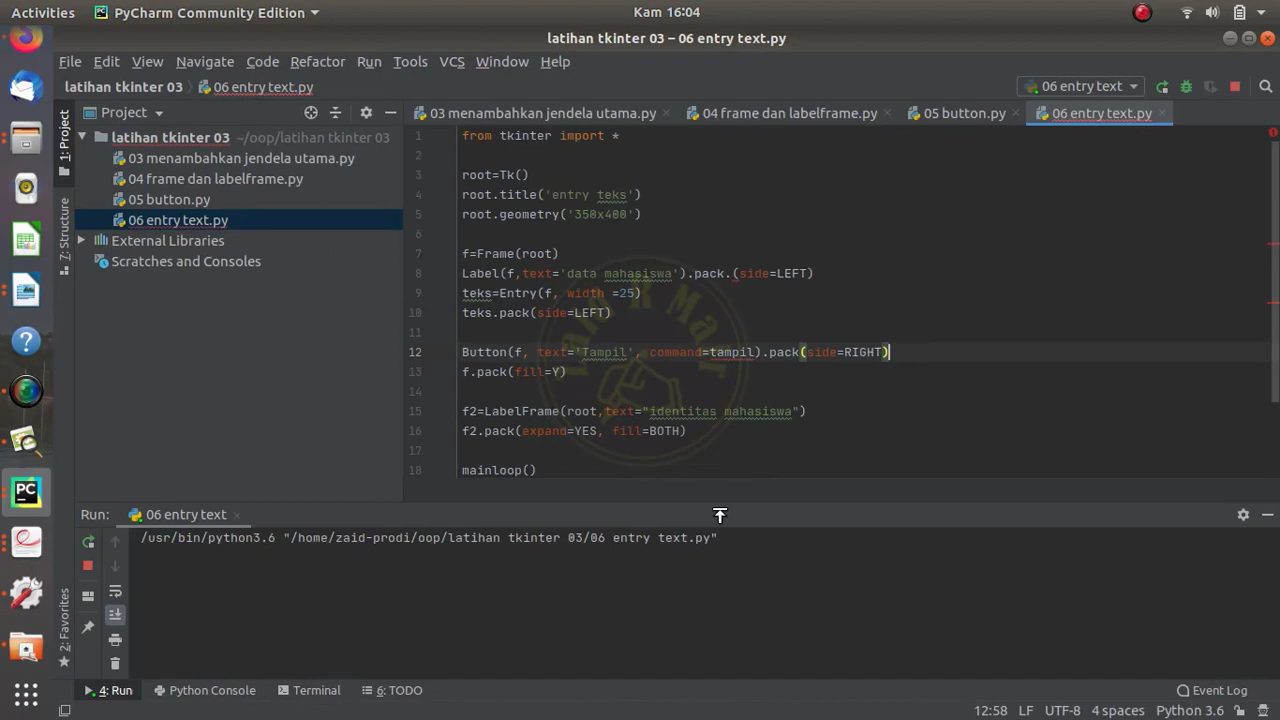 Activities PyCharm Community Edition Kam 16:04
latihan tkinter 03 – 06 entry text.py
File Edit View Navigate Code Refactor Run Tools VCS Window Help
latihan tkinter 03 06 entry text.py 06 entry text
Project 03 menambahkan jendela utama.py 04 frame dan labelframe.py 05 button.py 06 entry text.py
1: Project
7: Structure
2: Favorites
latihan tkinter 03 ~/oop/latihan tkinter 03
03 menambahkan jendela utama.py
04 frame dan labelframe.py
05 button.py
06 entry text.py
External Libraries
Scratches and Consoles
1 from tkinter import *
2
3 root=Tk()
4 root.title('entry teks')
5 root.geometry('350x400')
6
7 f=Frame(root)
8 Label(f,text='data mahasiswa').pack.(side=LEFT)
9 teks=Entry(f, width =25)
10 teks.pack(side=LEFT)
11
12 Button(f, text='Tampil', command=tampil).pack(side=RIGHT)
13 f.pack(fill=Y)
14
15 f2=LabelFrame(root,text="identitas mahasiswa")
16 f2.pack(expand=YES, fill=BOTH)
17
18 mainloop()
Run: 06 entry text
/usr/bin/python3.6 "/home/zaid-prodi/oop/latihan tkinter 03/06 entry text.py"
4: Run Python Console Terminal 6: TODO Event Log
12:58 LF UTF-8 4 spaces Python 3.6
PC